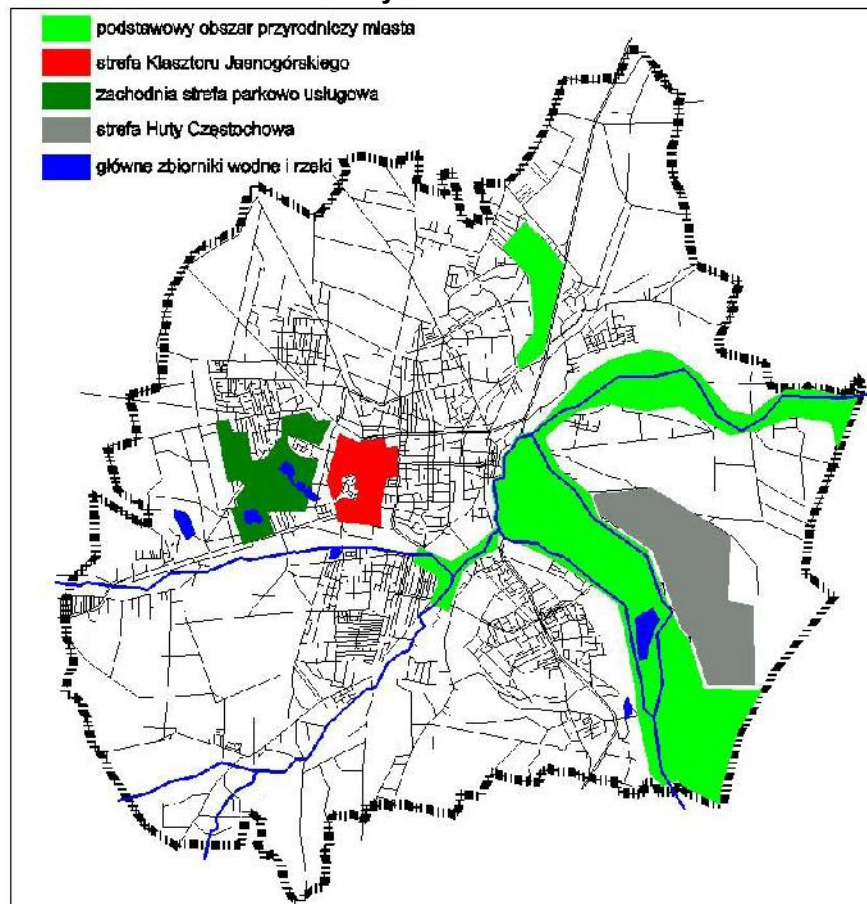 podstawowy obszar przyrodniczy miasta
strefa Klasztoru Jasnogórskiego
zachodnia strefa parkowo usługowa
strefa Huty Częstochowa
główne zbiorniki wodne i rzeki